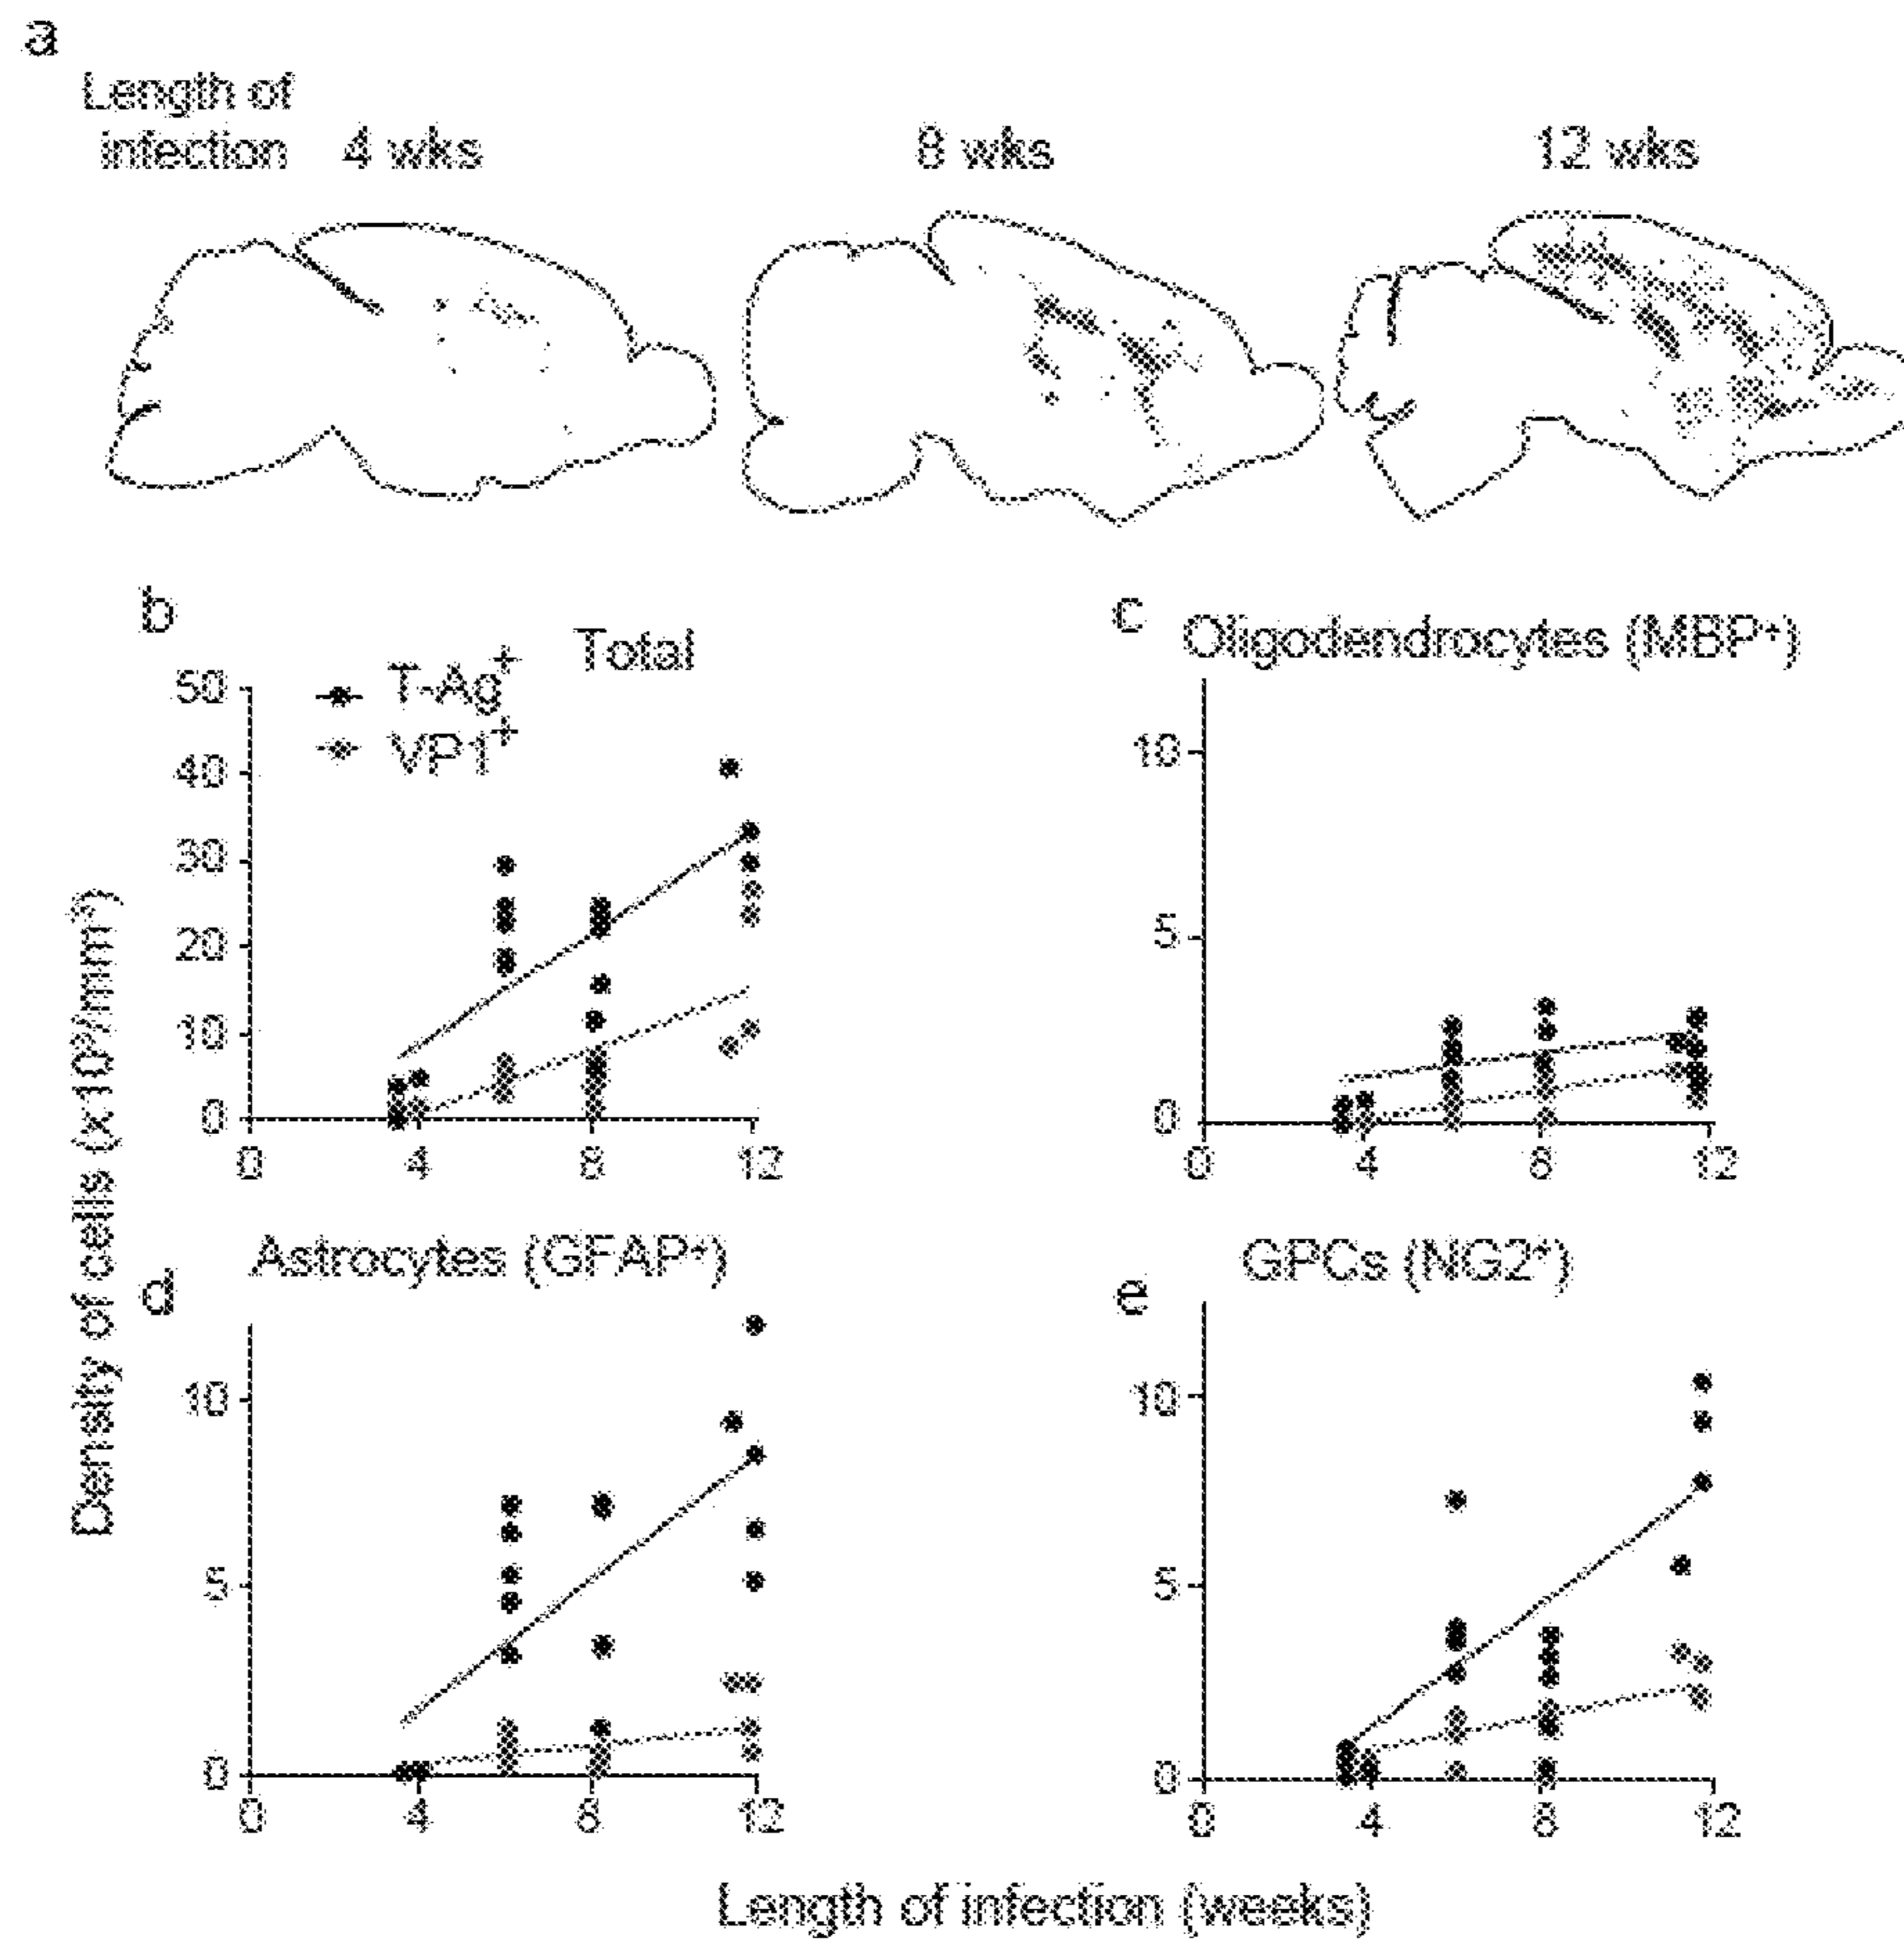 a
Length of
infection 4 wks 8 wks 12 wks
b Total
T-Ag+
VP1+
50
40
30
20
10
0
0 4 8 12
c Oligodendrocytes (MBP+)
10
5
0
0 4 8 12
Density of cells
d Astrocytes (GFAP+)
10
5
0
0 4 8 12
e GPCs (NG2+)
10
5
0
0 4 8 12
Length of infection (weeks)